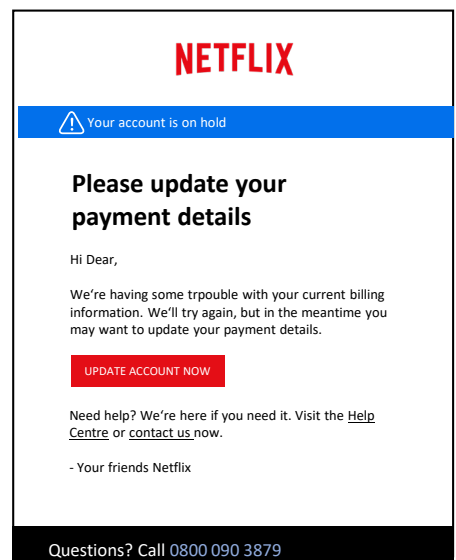 NETFLIX
Your account is on hold
Please update your
payment details
Hi Dear,
We‘re having some trpouble with your current billing
information. We‘ll try again, but in the meantime you
may want to update your payment details.
UPDATE ACCOUNT NOW
Need help? We‘re here if you need it. Visit the Help
Centre or contact us now.
- Your friends Netflix
Questions? Call 0800 090 3879